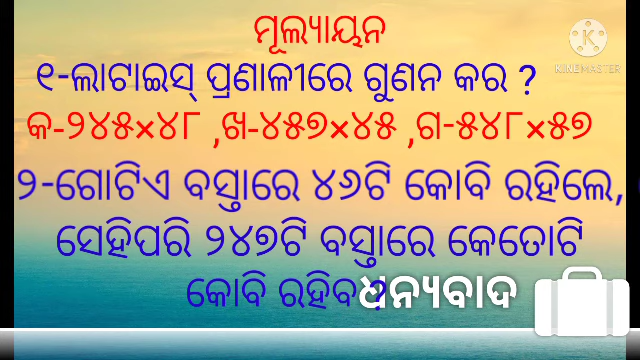 ମୂଲ୍ୟାୟନ
KINEMASTER
୧-ଲାଟାଇସ୍ ପ୍ରଣାଳୀରେ ଗୁଣନ କର ?
କ-୨୪୫×୪୮ ,ଖ-୪୫୭×୪୫ ,ଗ-୫୪୮×୫୭
୨-ଗୋଟିଏ ବସ୍ତାରେ ୪୬ଟି କୋବି ରହିଲେ,
ସେହିପରି ୨୪୭ଟି ବସ୍ତାରେ କେତୋଟି
କୋବି ରହିବ ?
ଧନ୍ୟବାଦ